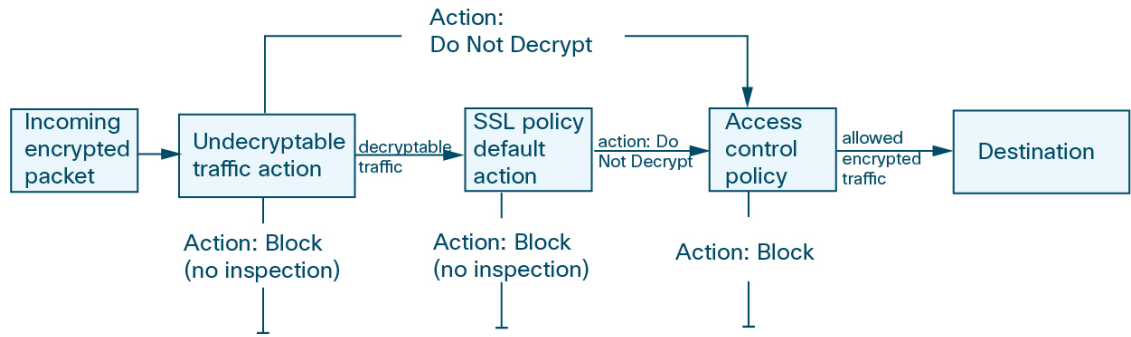 Action:
Do Not Decrypt
Incoming
encrypted
packet
Undecryptable
traffic action
decryptable
traffic
SSL policy
default
action
action: Do
Not Decrypt
Access
control
policy
allowed
encrypted
traffic
Destination
Action: Block
(no inspection)
Action: Block
(no inspection)
Action: Block